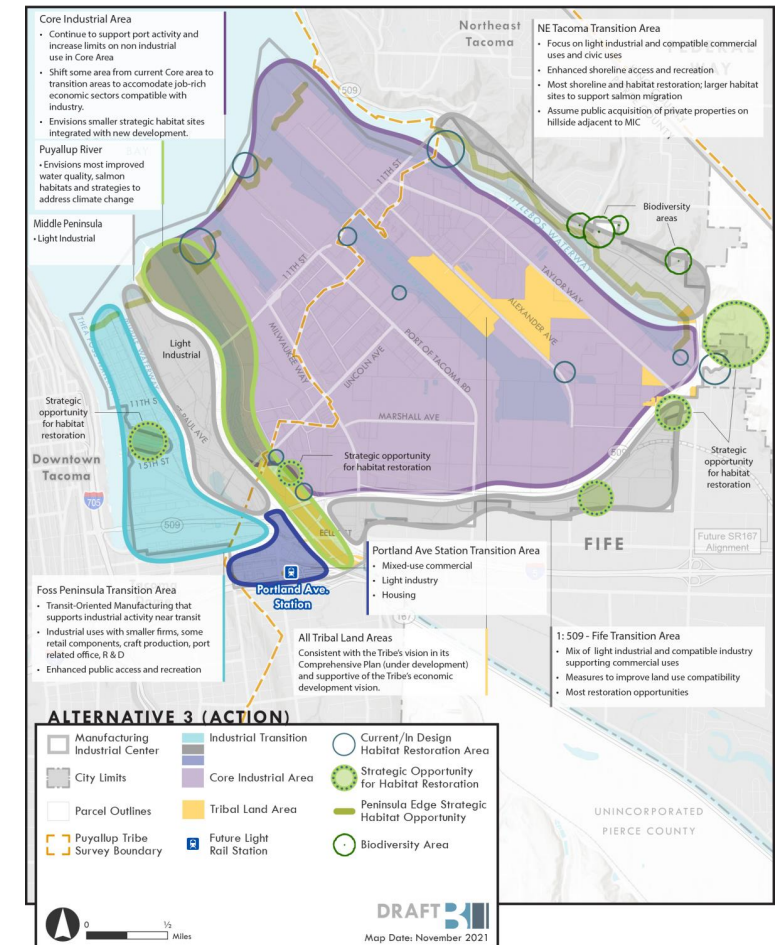 Core Industrial Area
• Continue to support port activity and
increase limits on non industrial
use in Core Area
• Shift some area from current Core area to
transition areas to accomodate job-rich
economic sectors compatible with
industry.
• Envisions smaller strategic habitat sites
integrated with new development.
Puyallup River
• Envisions most improved
water quality, salmon
habitats and strategies to
address climate change
Middle Peninsula
• Light Industrial
Northeast
Tacoma
NE Tacoma Transition Area
• Focus on light industrial and compatible commercial
uses and civic uses
• Enhanced shoreline access and recreation
• Most shoreline and habitat restoration; larger habitat
sites to support salmon migration
• Assume public acquisition of private properties on
hillside adjacent to MIC
WAY
509
11TH ST
Biodiversity
areas
TAYLOR WAY
ALEXANDER AVE
11TH ST
MILWAUKEE WAY
LINCOLN AVE
PORT OF TACOMA RD
MARSHALL AVE
Light
Industrial
Strategic
opportunity
for habitat
restoration
11TH ST
ST PAUL AVE
15TH ST
Downtown
Tacoma
705
509
Strategic opportunity
for habitat restoration
Strategic
opportunity
for habitat
restoration
FIFE
Future SR167
Alignment
5
167
Portland Ave.
Station
Portland Ave Station Transition Area
• Mixed-use commercial
• Light industry
• Housing
Foss Peninsula Transition Area
• Transit-Oriented Manufacturing that
supports industrial activity near transit
• Industrial uses with smaller firms, some
retail components, craft production, port
related office, R & D
• Enhanced public access and recreation
All Tribal Land Areas
Consistent with the Tribe's vision in its
Comprehensive Plan (under development)
and supportive of the Tribe's economic
development vision.
1: 509 - Fife Transition Area
• Mix of light industrial and compatible industry
supporting commercial uses
• Measures to improve land use compatibility
• Most restoration opportunities
UNINCORPORATED
PIERCE COUNTY
ALTERNATIVE 3 (ACTION)
Manufacturing
Industrial Center
City Limits
Parcel Outlines
Puyallup Tribe
Survey Boundary
Industrial Transition
Core Industrial Area
Tribal Land Area
Future Light
Rail Station
Current/In Design
Habitat Restoration Area
Strategic Opportunity
for Habitat Restoration
Peninsula Edge Strategic
Habitat Opportunity
Biodiversity Area
0 ½
Miles
DRAFT
Map Date: November 2021